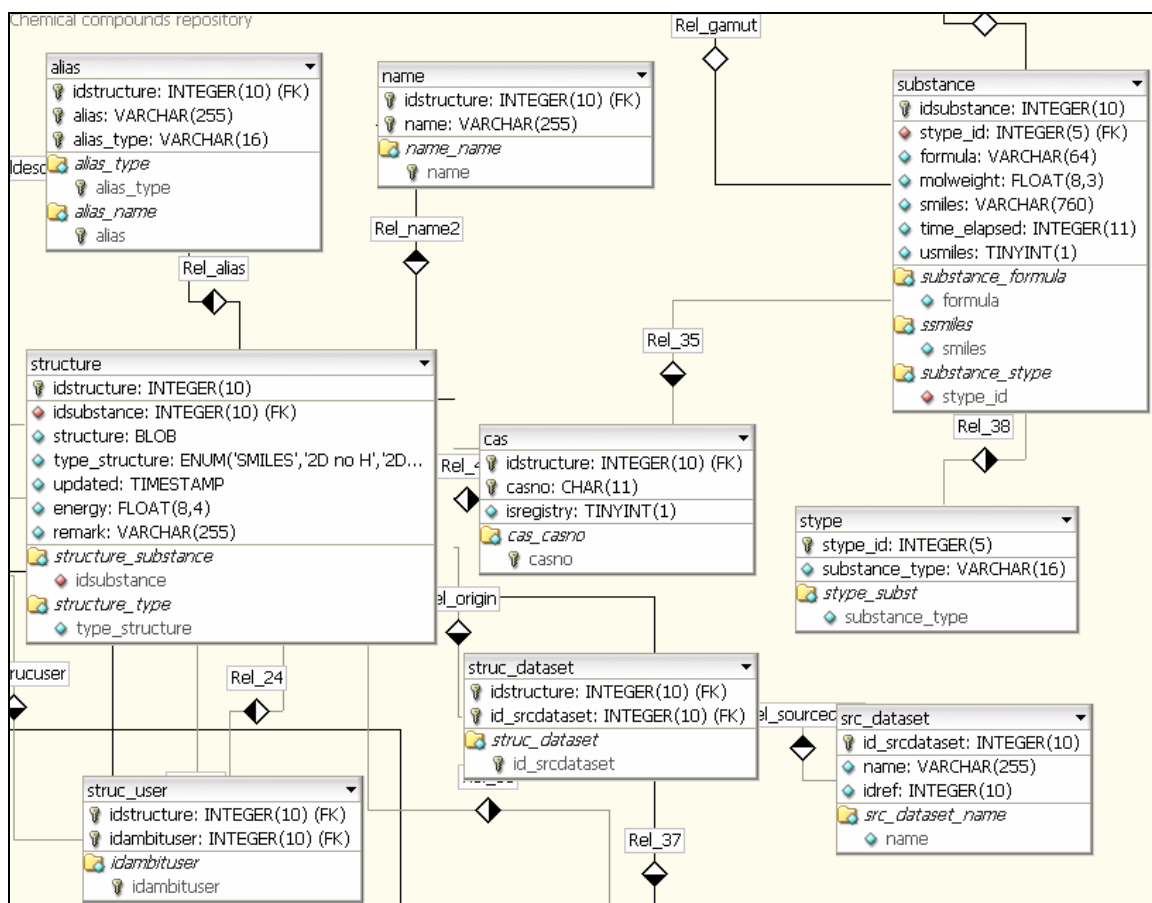 Chemical compounds repository
Rel_gamut
alias
idstructure: INTEGER(10) (FK)
alias: VARCHAR(255)
alias_type: VARCHAR(16)
alias_type
alias_type
alias_name
alias
name
idstructure: INTEGER(10) (FK)
name: VARCHAR(255)
name_name
name
substance
idsubstance: INTEGER(10)
stype_id: INTEGER(5) (FK)
formula: VARCHAR(64)
molweight: FLOAT(8,3)
smiles: VARCHAR(760)
time_elapsed: INTEGER(11)
usmiles: TINYINT(1)
substance_formula
formula
ssmiles
smiles
substance_stype
stype_id
ldesc
Rel_name2
Rel_alias
Rel_35
Rel_38
structure
idstructure: INTEGER(10)
idsubstance: INTEGER(10) (FK)
structure: BLOB
type_structure: ENUM('SMILES','2D no H','2D...
updated: TIMESTAMP
energy: FLOAT(8,4)
remark: VARCHAR(255)
structure_substance
idsubstance
structure_type
type_structure
Rel_4
cas
idstructure: INTEGER(10) (FK)
casno: CHAR(11)
isregistry: TINYINT(1)
cas_casno
casno
stype
stype_id: INTEGER(5)
substance_type: VARCHAR(16)
stype_subst
substance_type
el_origin
rucuser
Rel_24
struc_dataset
idstructure: INTEGER(10) (FK)
id_srcdataset: INTEGER(10) (FK)
struc_dataset
id_srcdataset
el_sourced
src_dataset
id_srcdataset: INTEGER(10)
name: VARCHAR(255)
idref: INTEGER(10)
src_dataset_name
name
struc_user
idstructure: INTEGER(10) (FK)
idambituser: INTEGER(10) (FK)
idambituser
idambituser
Rel_37